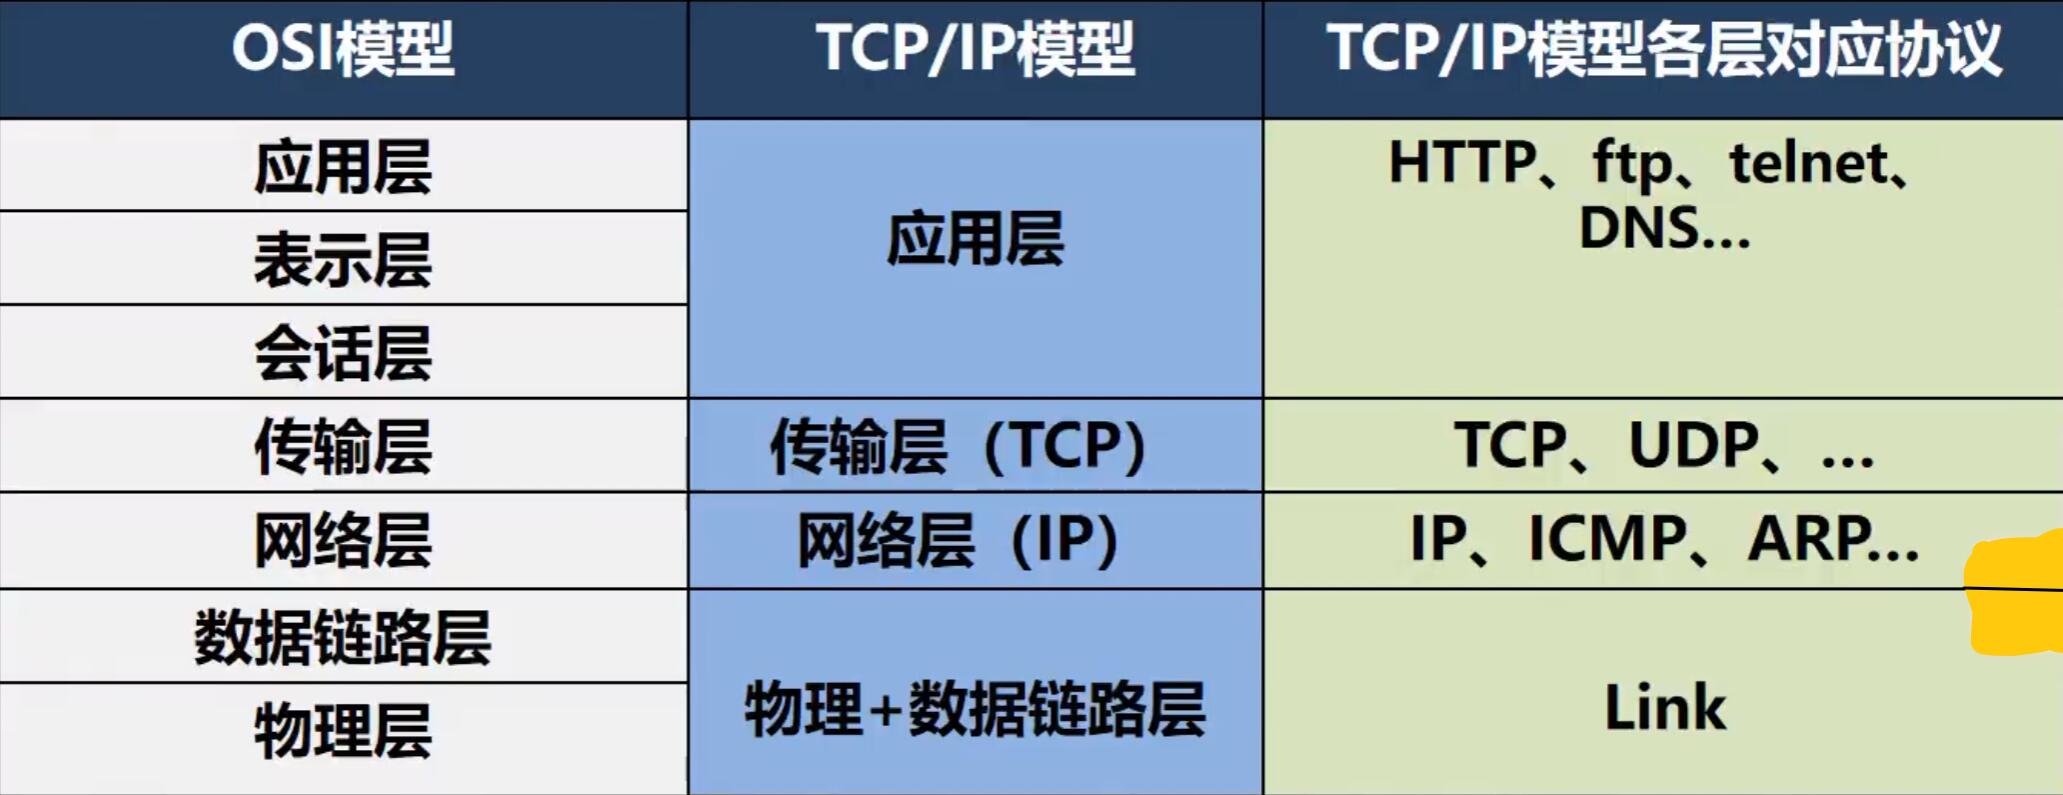 OSI模型
TCP/IP模型
TCP/IP模型各层对应协议
应用层
表示层
会话层
应用层
HTTP、ftp、telnet、
DNS...
传输层
传输层（TCP）
TCP、UDP、...
网络层
网络层（IP）
IP、ICMP、ARP...
数据链路层
物理层
物理+数据链路层
Link